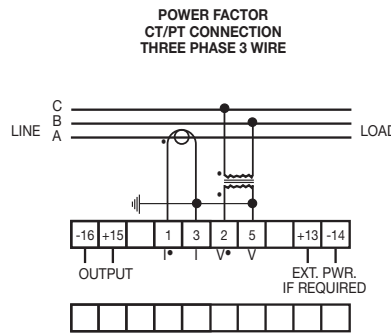 POWER FACTOR
CT/PT CONNECTION
THREE PHASE 3 WIRE
C
B
LINE A LOAD
-16 +15 1 3 2 5 +13 -14
I• I V• V
OUTPUT EXT. PWR.
IF REQUIRED